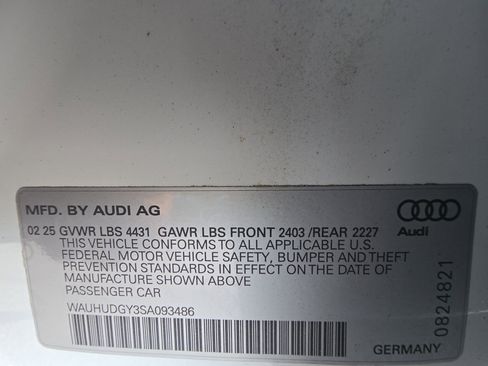 MFD. BY AUDI AG
02 25 GVWR LBS 4431 GAWR LBS FRONT 2403 /REAR 2227
THIS VEHICLE CONFORMS TO ALL APPLICABLE U.S.
FEDERAL MOTOR VEHICLE SAFETY, BUMPER AND THEFT
PREVENTION STANDARDS IN EFFECT ON THE DATE OF
MANUFACTURE SHOWN ABOVE
PASSENGER CAR
WAUHUDGY3SA093486
Audi
0824821
GERMANY